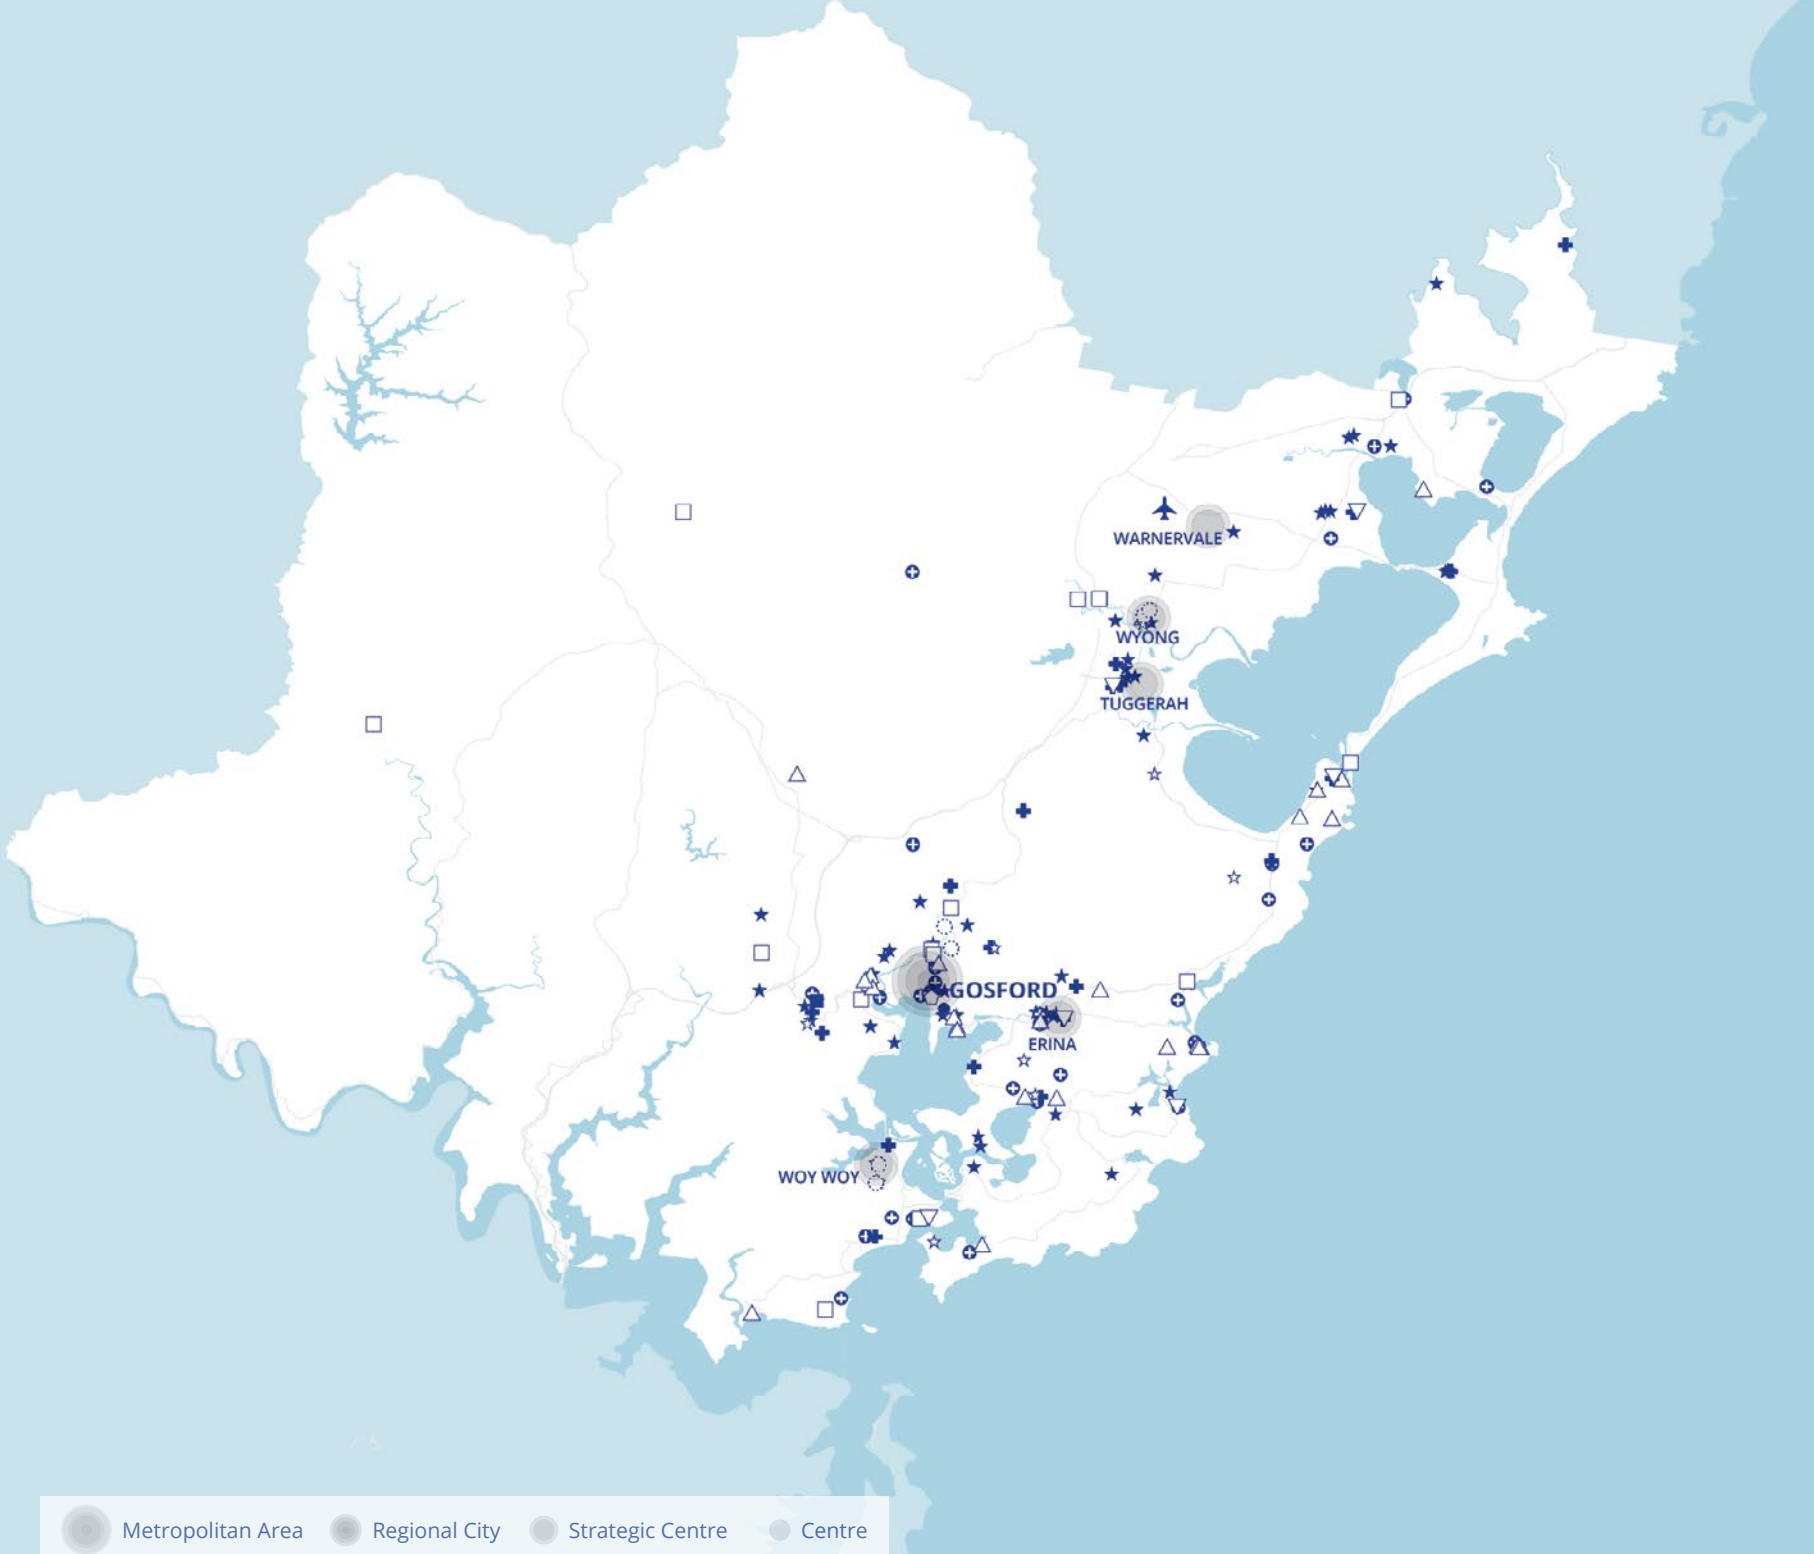 WARNERVALE
WYONG
TUGGERAH
GOSFORD
ERINA
WOY WOY
Metropolitan Area
Regional City
Strategic Centre
Centre